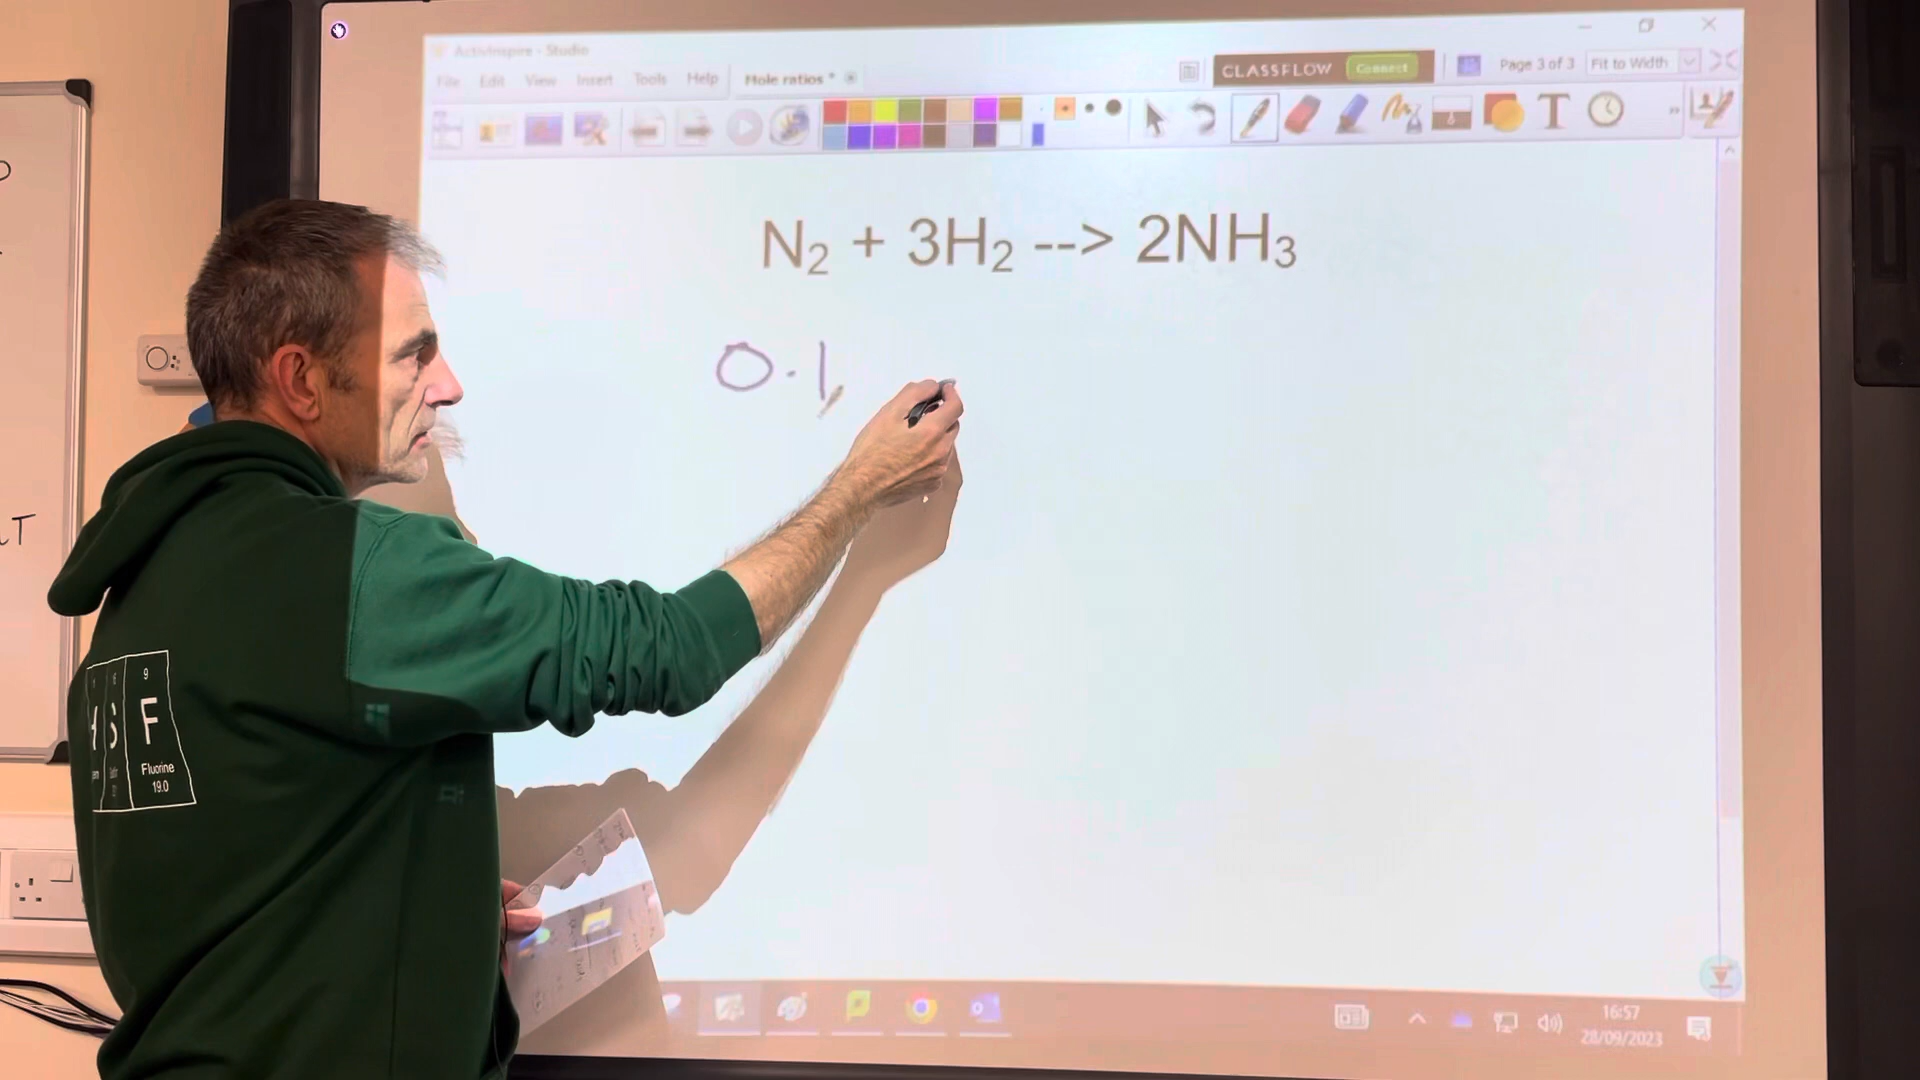 ActivInspire - Studio
File Edit View Insert Tools Help Mole ratios *
CLASSFLOW Connect Page 3 of 3 Fit to Width
T
N2 + 3H2 --> 2NH3
0.1,
9
F
Fluorine
19.0
S
T
16:57
28/09/2023